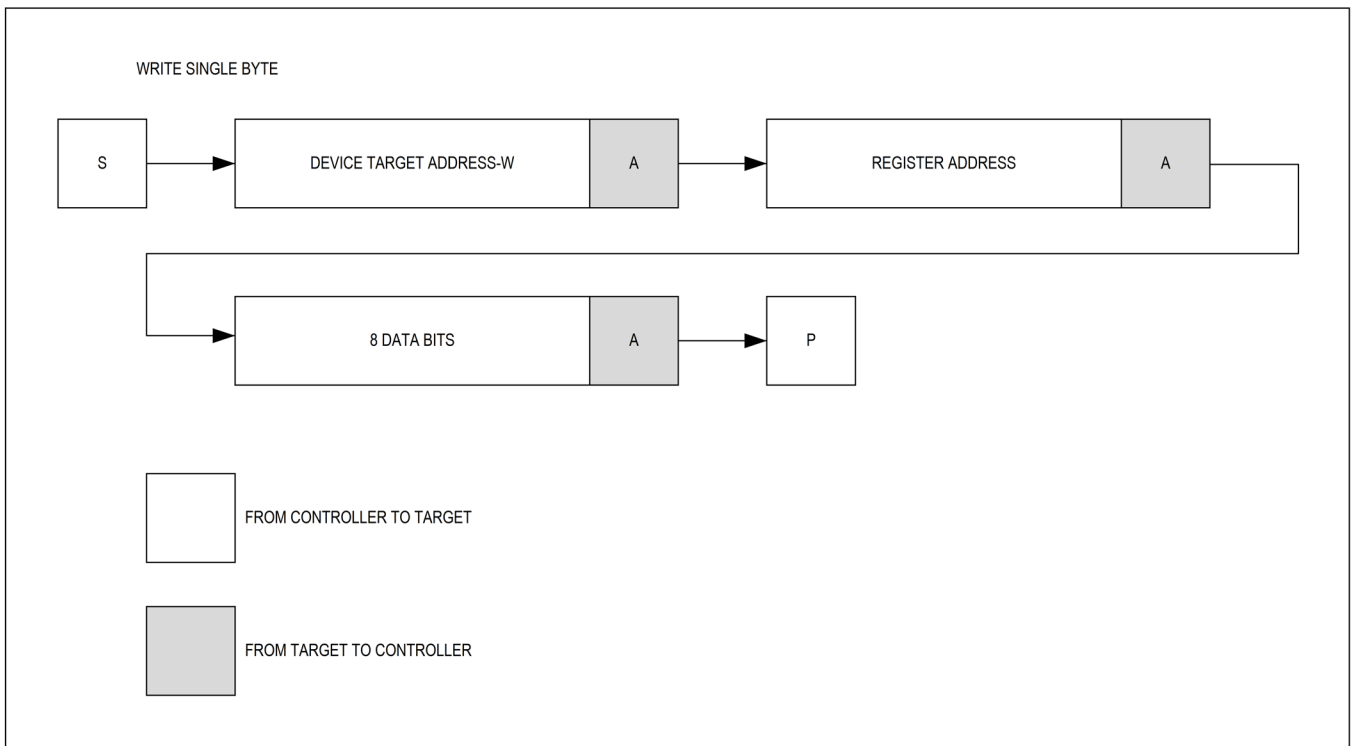 WRITE SINGLE BYTE
S
DEVICE TARGET ADDRESS-W
A
REGISTER ADDRESS
A
8 DATA BITS
A
P
FROM CONTROLLER TO TARGET
FROM TARGET TO CONTROLLER